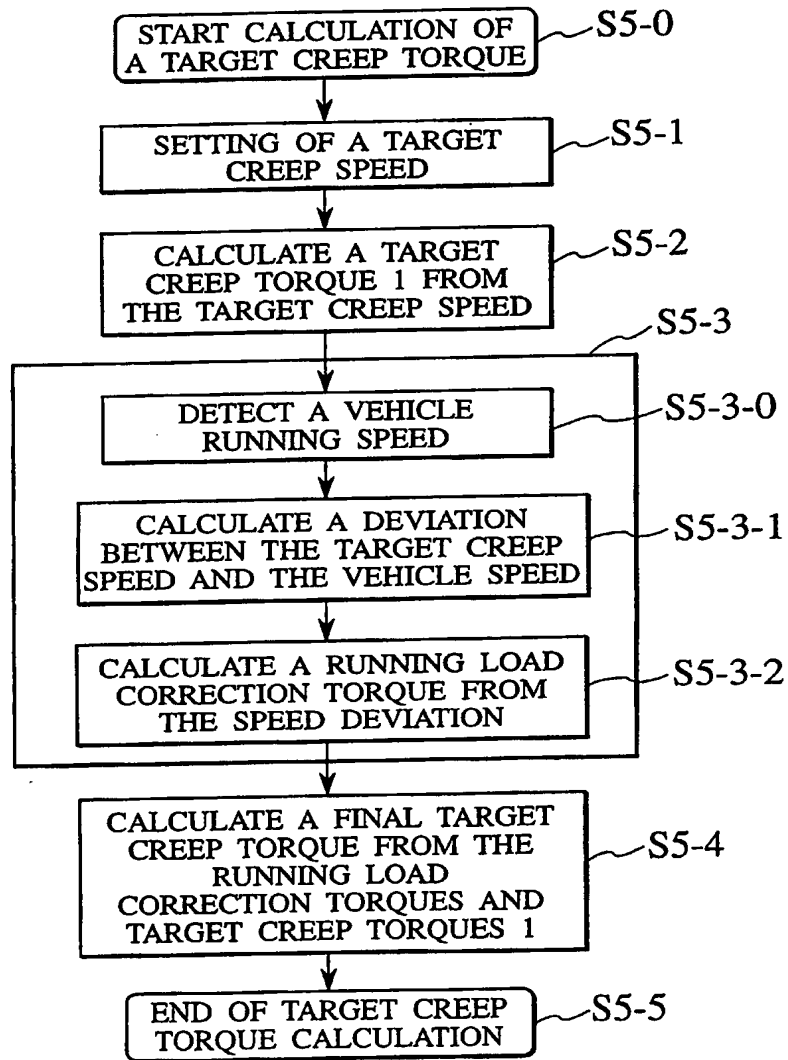 START CALCULATION OF
A TARGET CREEP TORQUE
S5-0
SETTING OF A TARGET
CREEP SPEED
S5-1
CALCULATE A TARGET
CREEP TORQUE 1 FROM
THE TARGET CREEP SPEED
S5-2
S5-3
DETECT A VEHICLE
RUNNING SPEED
S5-3-0
CALCULATE A DEVIATION
BETWEEN THE TARGET CREEP
SPEED AND THE VEHICLE SPEED
S5-3-1
CALCULATE A RUNNING LOAD
CORRECTION TORQUE FROM
THE SPEED DEVIATION
S5-3-2
CALCULATE A FINAL TARGET
CREEP TORQUE FROM THE
RUNNING LOAD
CORRECTION TORQUES AND
TARGET CREEP TORQUES 1
S5-4
END OF TARGET CREEP
TORQUE CALCULATION
S5-5